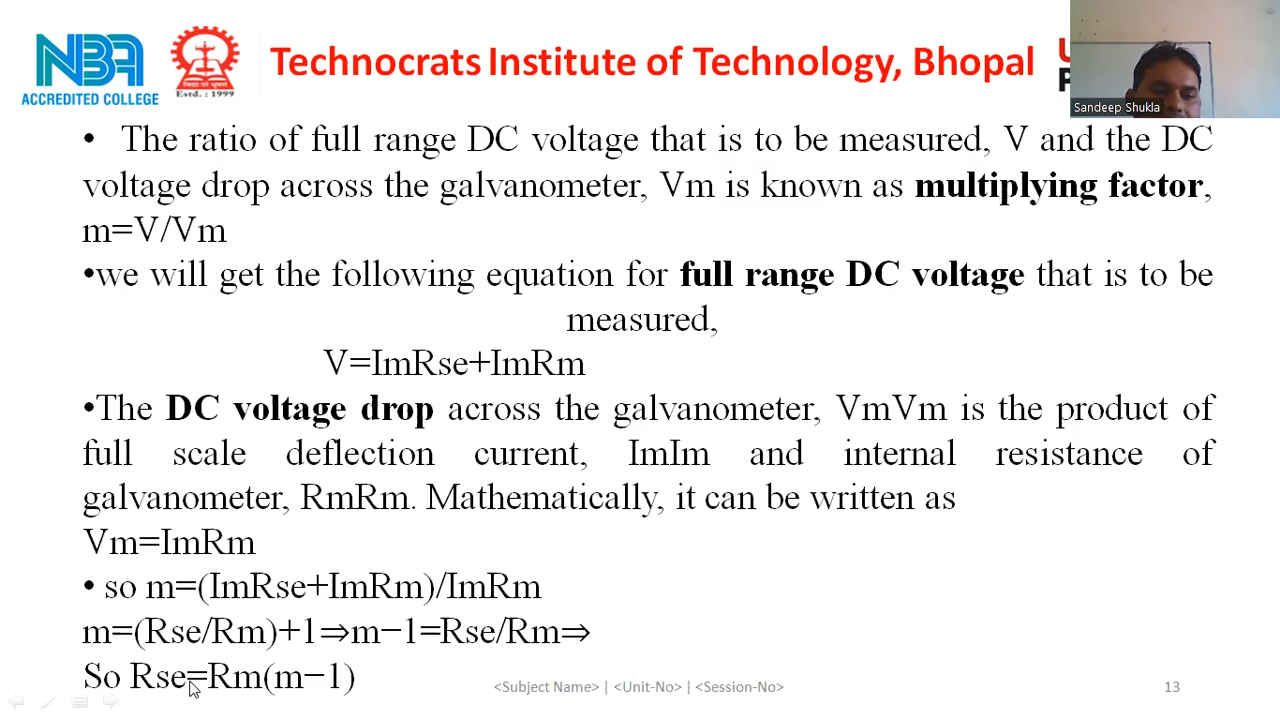 NBA
ACCREDITED COLLEGE
Estd. : 1999
Technocrats Institute of Technology, Bhopal
Sandeep Shukla
• The ratio of full range DC voltage that is to be measured, V and the DC
voltage drop across the galvanometer, Vm is known as multiplying factor,
m=V/Vm
•we will get the following equation for full range DC voltage that is to be
measured,
V=ImRse+ImRm
•The DC voltage drop across the galvanometer, VmVm is the product of
full scale deflection current, ImIm and internal resistance of
galvanometer, RmRm. Mathematically, it can be written as
Vm=ImRm
• so m=(ImRse+ImRm)/ImRm
m=(Rse/Rm)+1⇒m−1=Rse/Rm⇒
So Rse=Rm(m−1)
<Subject Name> | <Unit-No> | <Session-No>
13